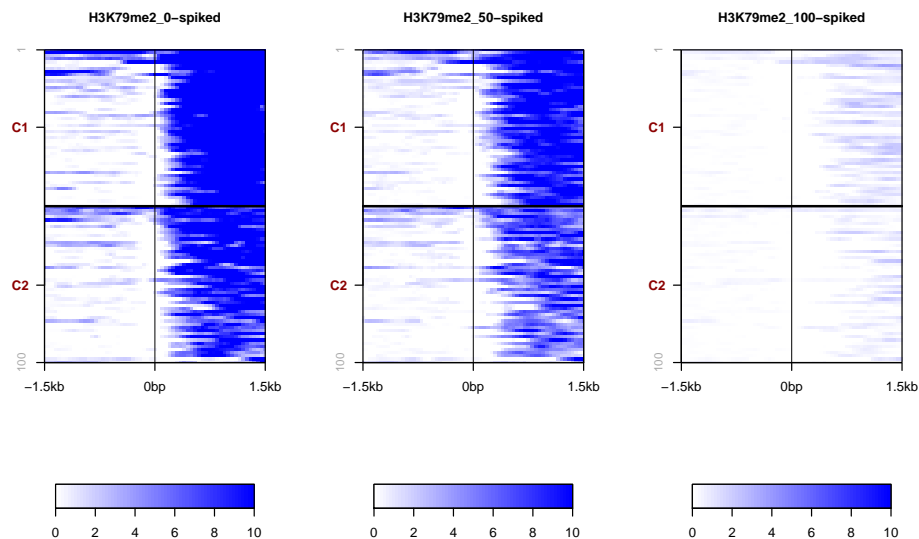 H3K79me2_0−spiked
H3K79me2_50−spiked
H3K79me2_100−spiked
1
1
1
C1
C1
C1
C2
C2
C2
100
100
100
−1.5kb 0bp 1.5kb
−1.5kb 0bp 1.5kb
−1.5kb 0bp 1.5kb
0 2 4 6 8 10
0 2 4 6 8 10
0 2 4 6 8 10